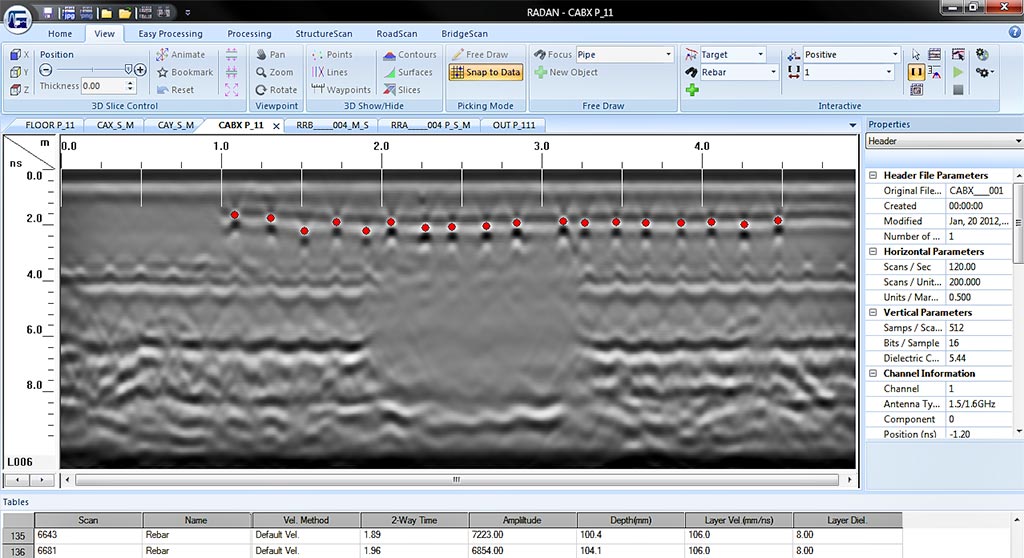 RADAN - CABX P_11
Home View Easy Processing Processing StructureScan RoadScan BridgeScan
X Position Animate Pan Points Contours Free Draw Focus Pipe Target Positive
Y Zoom Lines Surfaces Snap to Data New Object Rebar 1
Bookmark
Z Thickness 0.00 Reset Rotate Waypoints Slices
3D Slice Control Viewpoint 3D Show/Hide Picking Mode Free Draw Interactive
FLOOR P_11 CAX_S_M CAY_S_M CABX P_11 RRB____004_M_S RRA____004 P_S_M OUT P_111
Properties
Header
m 0.0 1.0 2.0 3.0 4.0
ns
0.0
2.0
4.0
6.0
8.0
L006
Header File Parameters
Original File... CABX___001
Created 00:00:00
Modified Jan, 20 2012,...
Number of ... 1
Horizontal Parameters
Scans / Sec 120.00
Scans / Unit... 200.000
Units / Mar... 0.500
Vertical Parameters
Samps / Sca... 512
Bits / Sample 16
Dielectric C... 5.44
Channel Information
Channel 1
Antenna Ty... 1.5/1.6GHz
Component 0
Position (ns) -1.20
Tables
Scan Name Vel. Method 2-Way Time Amplitude Depth(mm) Layer Vel.(mm/ns) Layer Diel.
135 6643 Rebar Default Vel. 1.89 7223.00 100.4 106.0 8.00
136 6681 Rebar Default Vel. 1.96 6854.00 104.1 106.0 8.00